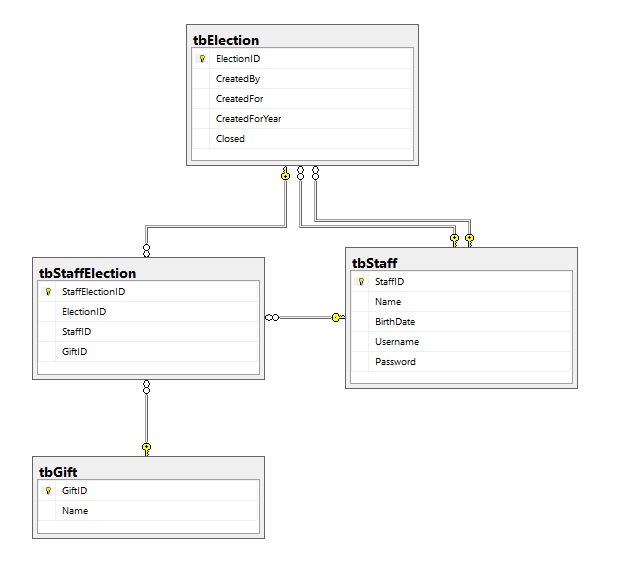 tbElection
ElectionID
CreatedBy
CreatedFor
CreatedForYear
Closed
tbStaffElection
StaffElectionID
ElectionID
StaffID
GiftID
tbStaff
StaffID
Name
BirthDate
Username
Password
tbGift
GiftID
Name